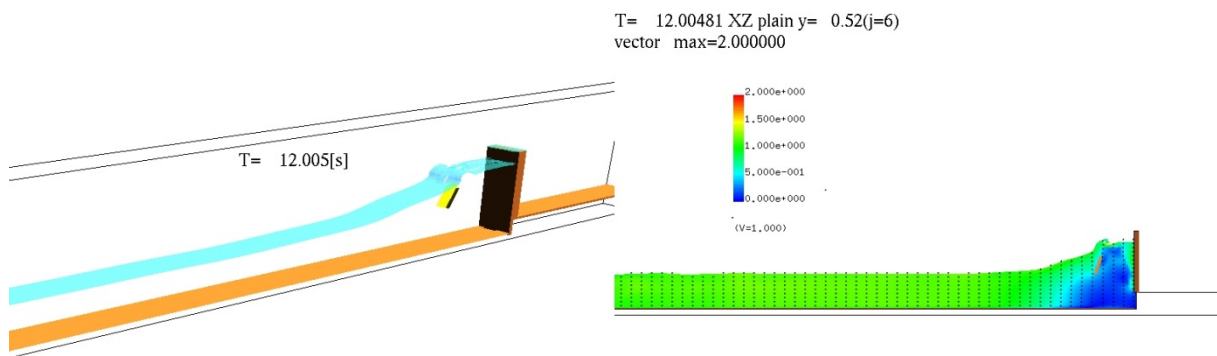 T= 12.005[s]
T= 12.00481 XZ plain y= 0.52(j=6)
vector max=2.000000
2.000e+000
1.500e+000
1.000e+000
5.000e-001
0.000e+000
(V=1.000)